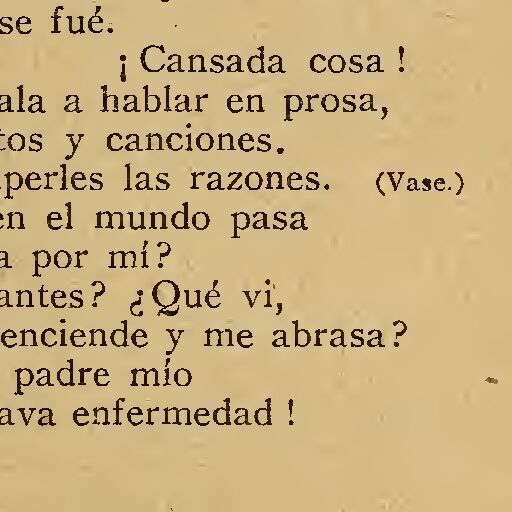 se fué.
¡Cansada cosa!
ala a hablar en prosa,
tos y canciones.
perles las razones. (Vase.)
en el mundo pasa
a por mí?
antes? ¿Qué vi,
enciende y me abrasa?
padre mío
ava enfermedad!